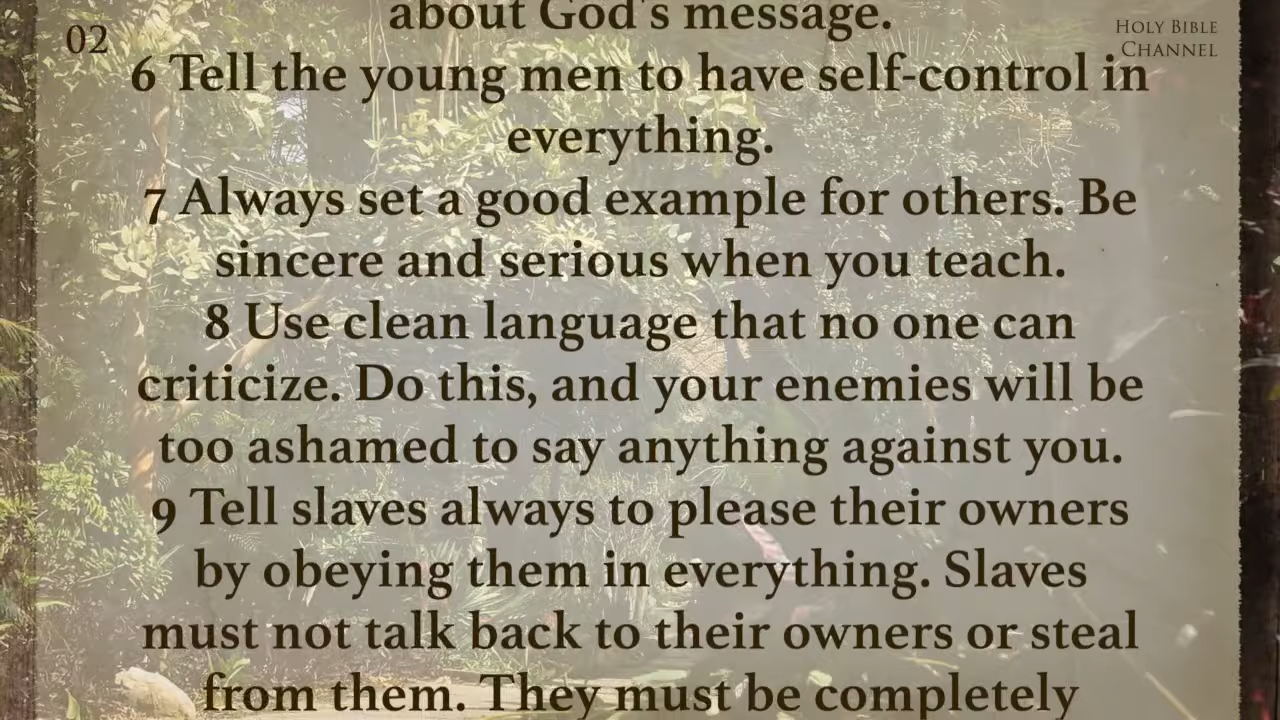 02
HOLY BIBLE
CHANNEL
about God's message.
6 Tell the young men to have self-control in
everything.
7 Always set a good example for others. Be
sincere and serious when you teach.
8 Use clean language that no one can
criticize. Do this, and your enemies will be
too ashamed to say anything against you.
9 Tell slaves always to please their owners
by obeying them in everything. Slaves
must not talk back to their owners or steal
from them. They must be completely